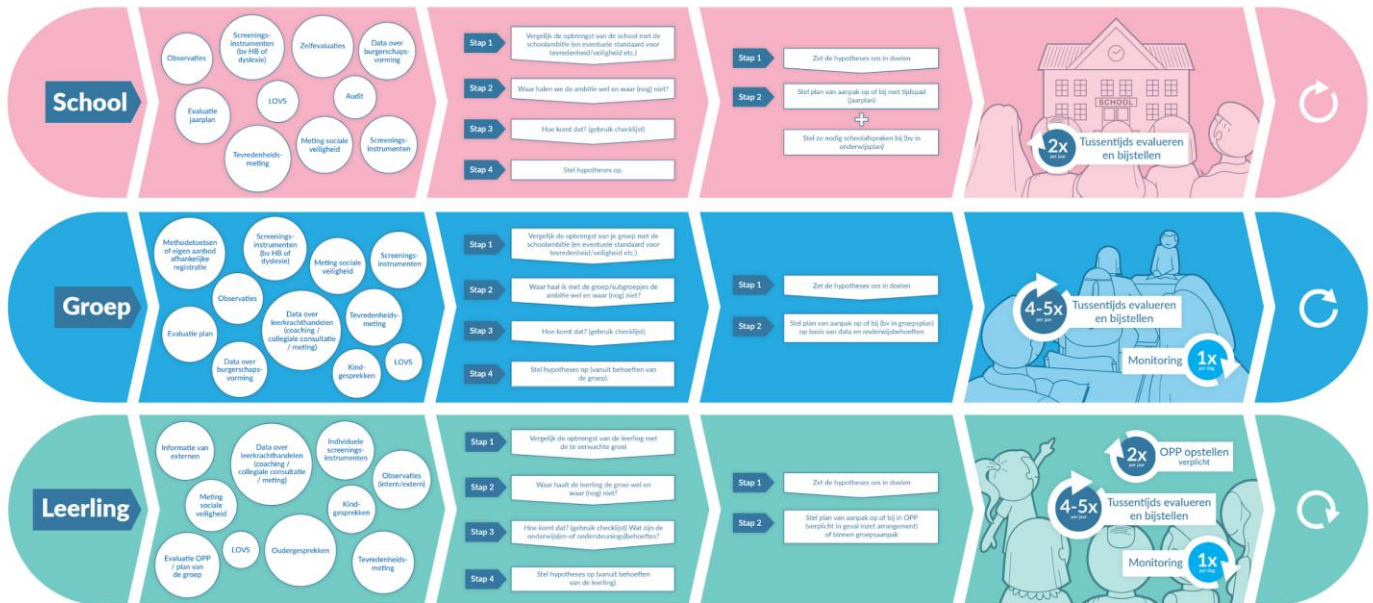 School
Observaties
Screenings-
instrumenten
(bv HB of
dyslexie)
Zelfevaluaties
Data over
burgerschaps-
vorming
Evaluatie
jaarplan
LOVS
Audit
Tevredenheids-
meting
Meting sociale
veiligheid
Screenings-
instrumenten
Stap 1
Vergelijk de opbrengst van de school met de
schoolambitie (en eventuele standaard voor
tevredenheid/veiligheid etc.)
Stap 2
Waar halen we de ambitie wel en waar (nog) niet?
Stap 3
Hoe komt dat? (gebruik checklist)
Stap 4
Stel hypotheses op.
Stap 1
Zet de hypotheses om in doelen
Stap 2
Stel plan van aanpak op of bij met tijdspad
(jaarplan)
+
Stel zo nodig schoolafspraken bij (bv in
onderwijsplan)
SCHOOL
2x
per jaar
Tussentijds evalueren
en bijstellen
Groep
Methodetoetsen
of eigen aanbod
afhankelijke
registratie
Screenings-
instrumenten
(bv HB of
dyslexie)
Meting sociale
veiligheid
Screenings-
instrumenten
Observaties
Evaluatie plan
Data over
leerkrachthandelen
(coaching /
collegiale consultatie
/ meting)
Tevredenheids-
meting
Data over
burgerschaps-
vorming
Kind-
gesprekken
LOVS
Stap 1
Vergelijk de opbrengst van je groep met de
schoolambitie (en eventuele standaard voor
tevredenheid/veiligheid etc.)
Stap 2
Waar haal ik met de groep/subgroepjes de
ambitie wel en waar (nog) niet?
Stap 3
Hoe komt dat? (gebruik checklist)
Stap 4
Stel hypotheses op (vanuit behoeften van
de groep).
Stap 1
Zet de hypotheses om in doelen
Stap 2
Stel plan van aanpak op of bij (bv in groepsplan)
op basis van data en onderwijsbehoeften
4-5x
per jaar
Tussentijds evalueren
en bijstellen
Monitoring
1x
per dag
Leerling
Informatie van
externen
Data over
leerkrachthandelen
(coaching /
collegiale consultatie
/ meting)
Individuele
screenings-
instrumenten
Observaties
(intern/extern)
Meting
sociale
veiligheid
Kind-
gesprekken
Evaluatie OPP
/ plan van
de groep
LOVS
Oudergesprekken
Tevredenheids-
meting
Stap 1
Vergelijk de opbrengst van de leerling met
de te verwachte groei
Stap 2
Waar haalt de leerling de groei wel en
waar (nog) niet?
Stap 3
Hoe komt dat? (gebruik checklist) Wat zijn de
onderwijs(en-of ondersteunings)behoeftes?
Stap 4
Stel hypotheses op (vanuit behoeften
van de leerling).
Stap 1
Zet de hypotheses om in doelen
Stap 2
Stel plan van aanpak op of bij in OPP
(verplicht in geval inzet arrangement)
of binnen groepsaanpak
2x
per jaar
OPP opstellen
verplicht
4-5x
per jaar
Tussentijds evalueren
en bijstellen
Monitoring
1x
per dag